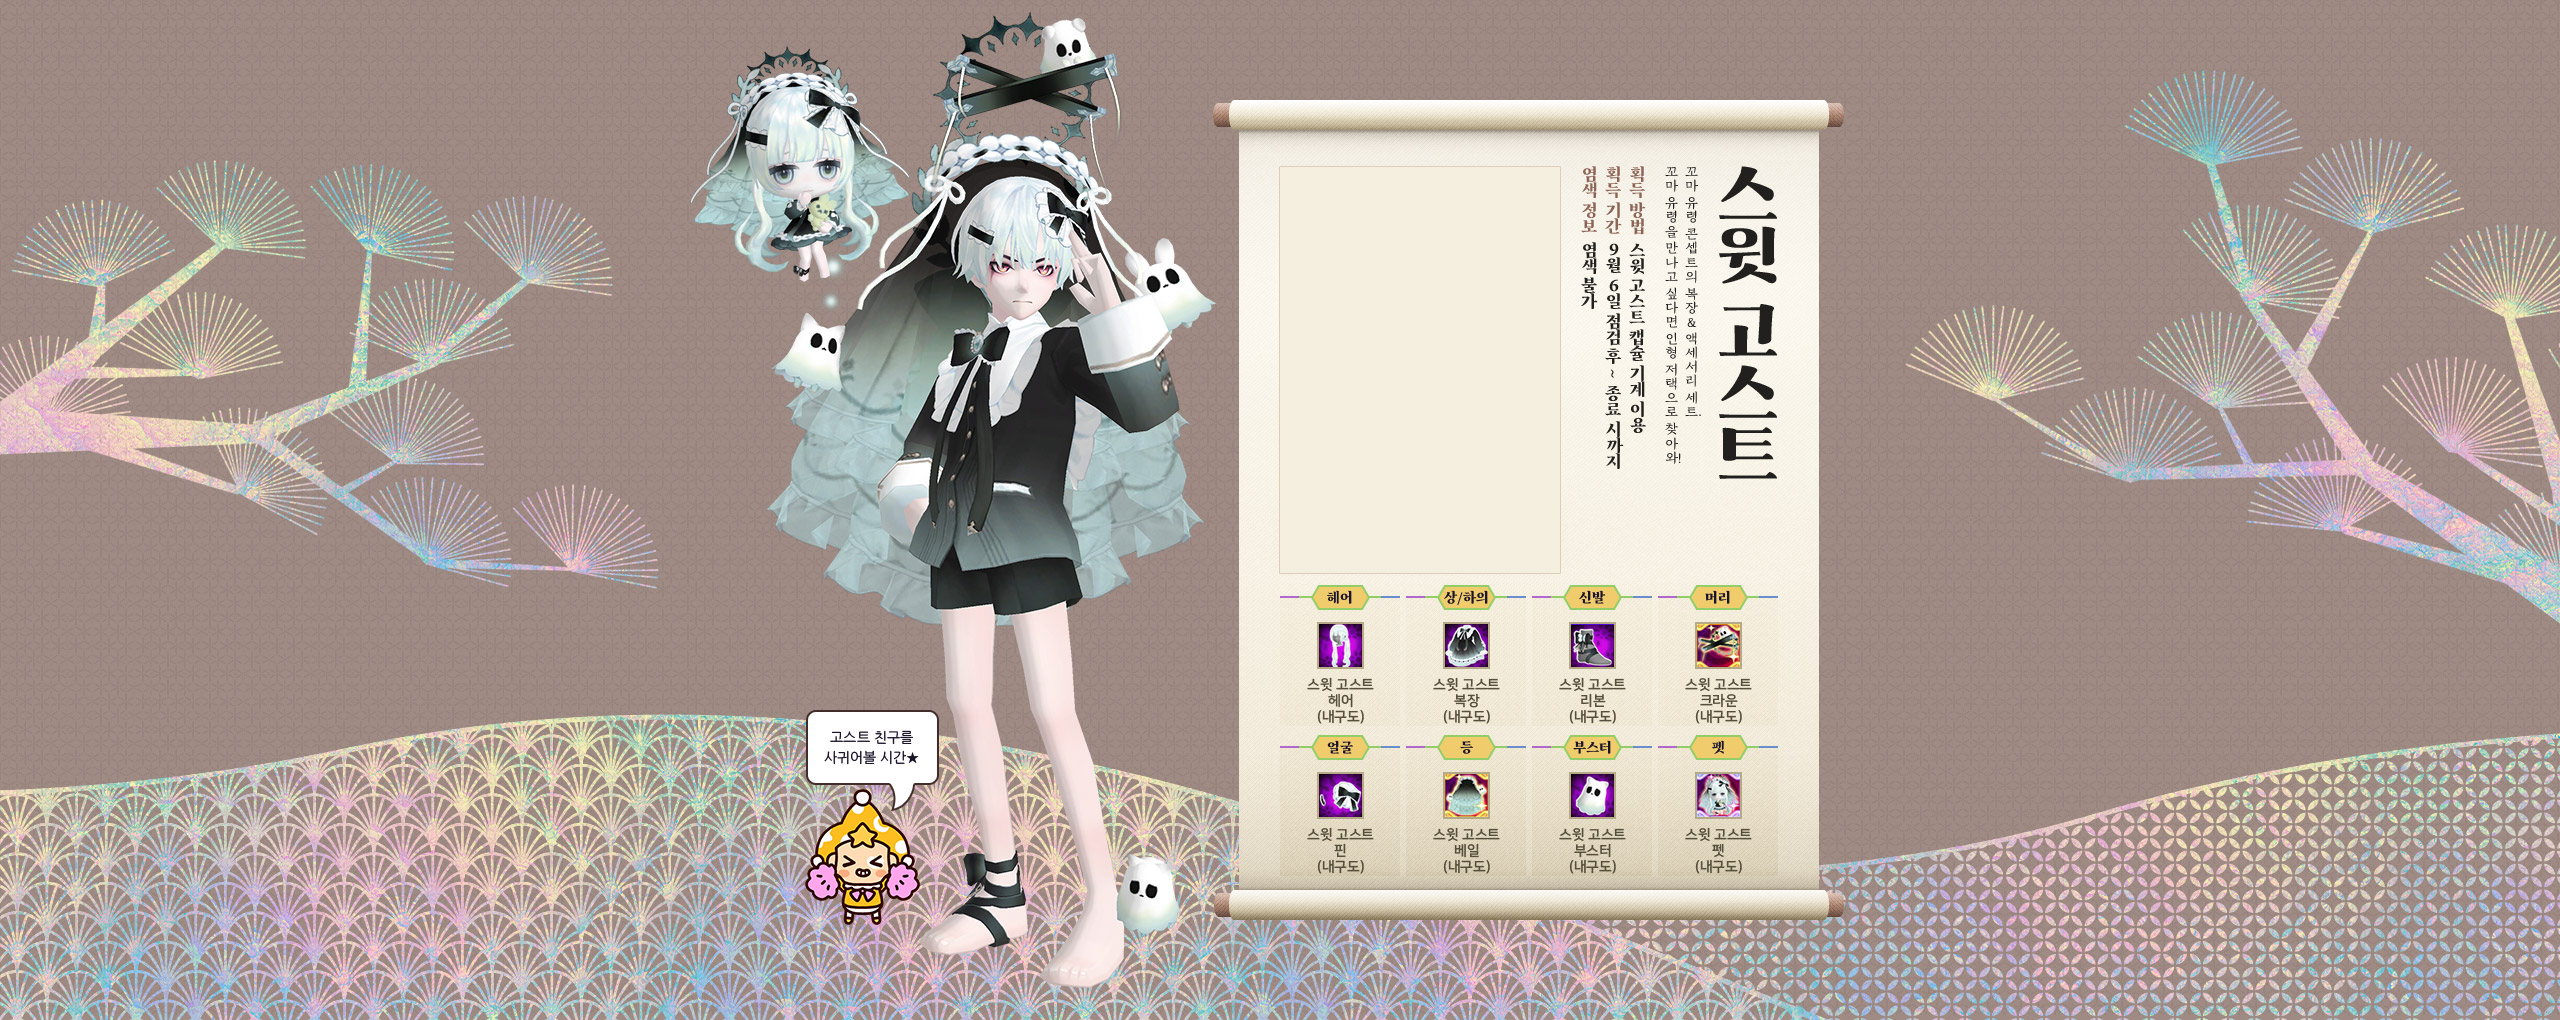 스윗 고스트
꼬마 유령 콘셉트의 복장 & 액세서리 세트.
꼬마 유령을 만나고 싶다면 인형 저택으로 찾아와!
획득 방법 스윗 고스트 캡슐 기계 이용
획득 기간 9월 6일 점검 후 ~ 종료 시까지
염색 정보 염색 불가
헤어
스윗 고스트
헤어
(내구도)
상/하의
스윗 고스트
복장
(내구도)
신발
스윗 고스트
리본
(내구도)
머리
스윗 고스트
크라운
(내구도)
얼굴
스윗 고스트
핀
(내구도)
등
스윗 고스트
베일
(내구도)
부스터
스윗 고스트
부스터
(내구도)
펫
스윗 고스트
펫
(내구도)
고스트 친구를
사귀어볼 시간★